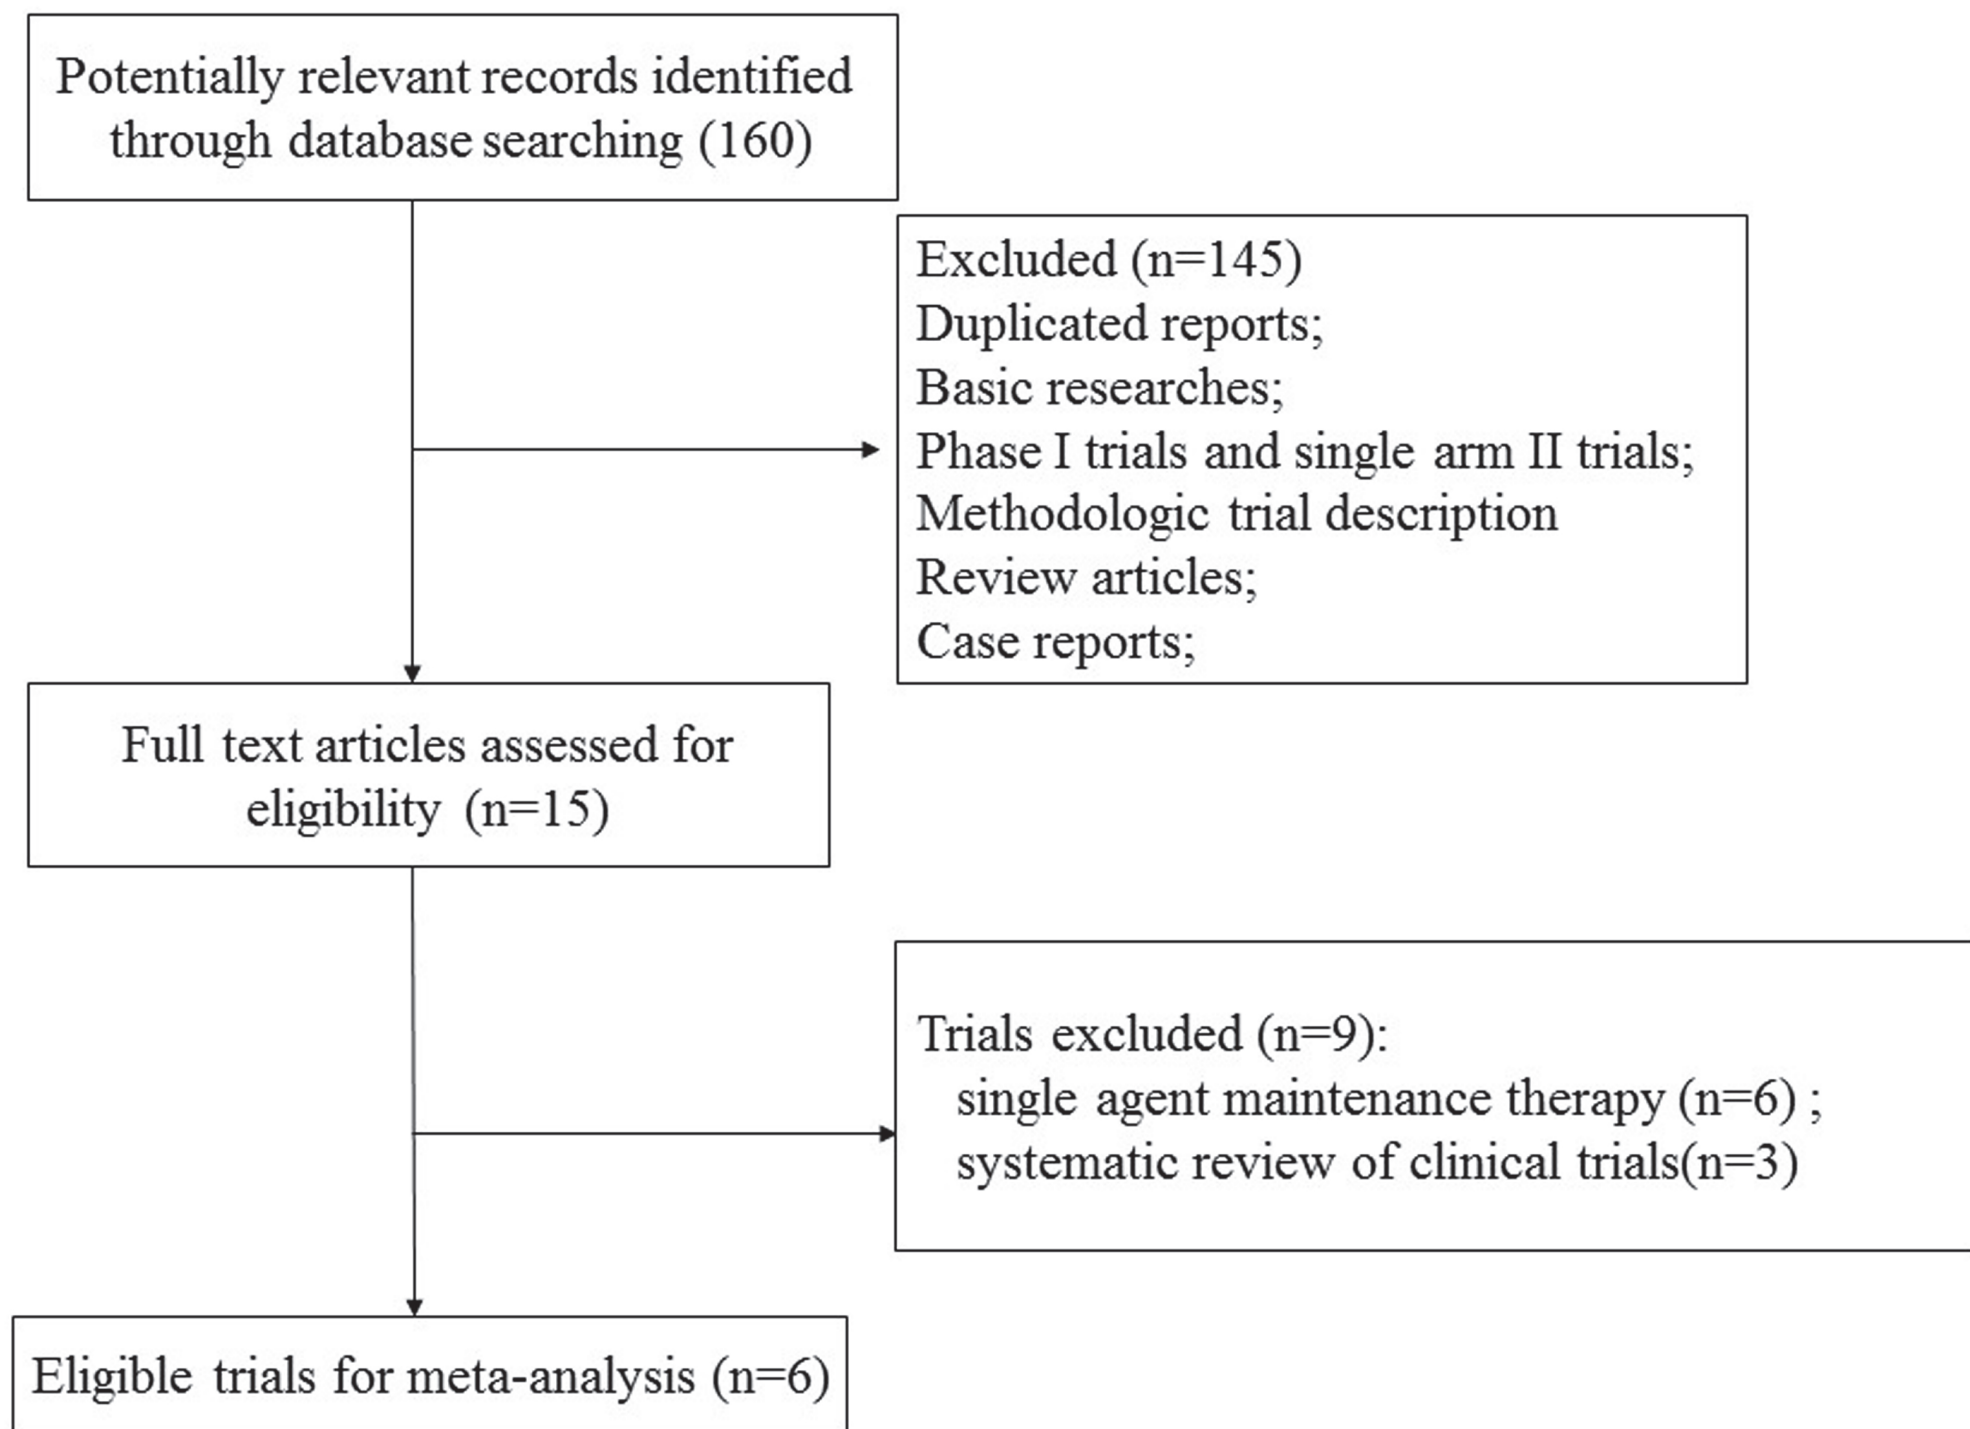 Potentially relevant records identified
through database searching (160)
Excluded (n=145)
Duplicated reports;
Basic researches;
Phase I trials and single arm II trials;
Methodologic trial description
Review articles;
Case reports;
Full text articles assessed for
eligibility (n=15)
Trials excluded (n=9):
single agent maintenance therapy (n=6) ;
systematic review of clinical trials(n=3)
Eligible trials for meta-analysis (n=6)